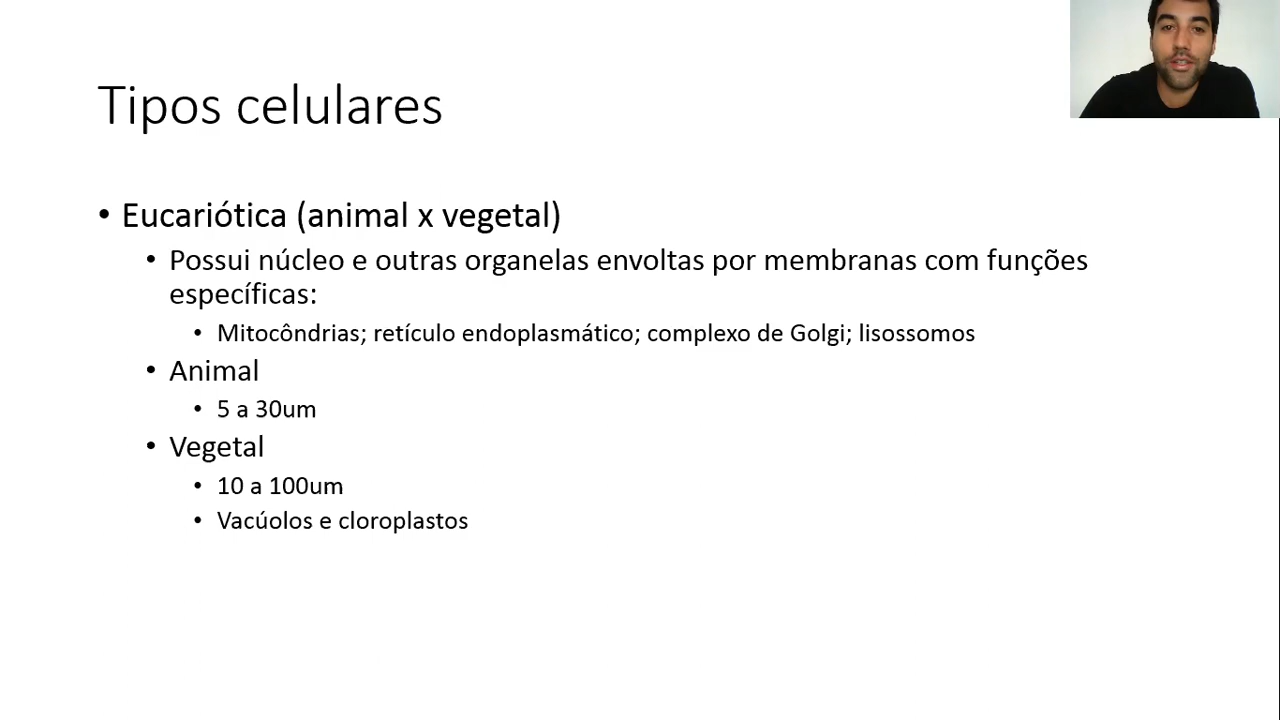 Tipos celulares
• Eucariótica (animal x vegetal)
• Possui núcleo e outras organelas envoltas por membranas com funções
específicas:
• Mitocôndrias; retículo endoplasmático; complexo de Golgi; lisossomos
• Animal
• 5 a 30um
• Vegetal
• 10 a 100um
• Vacúolos e cloroplastos